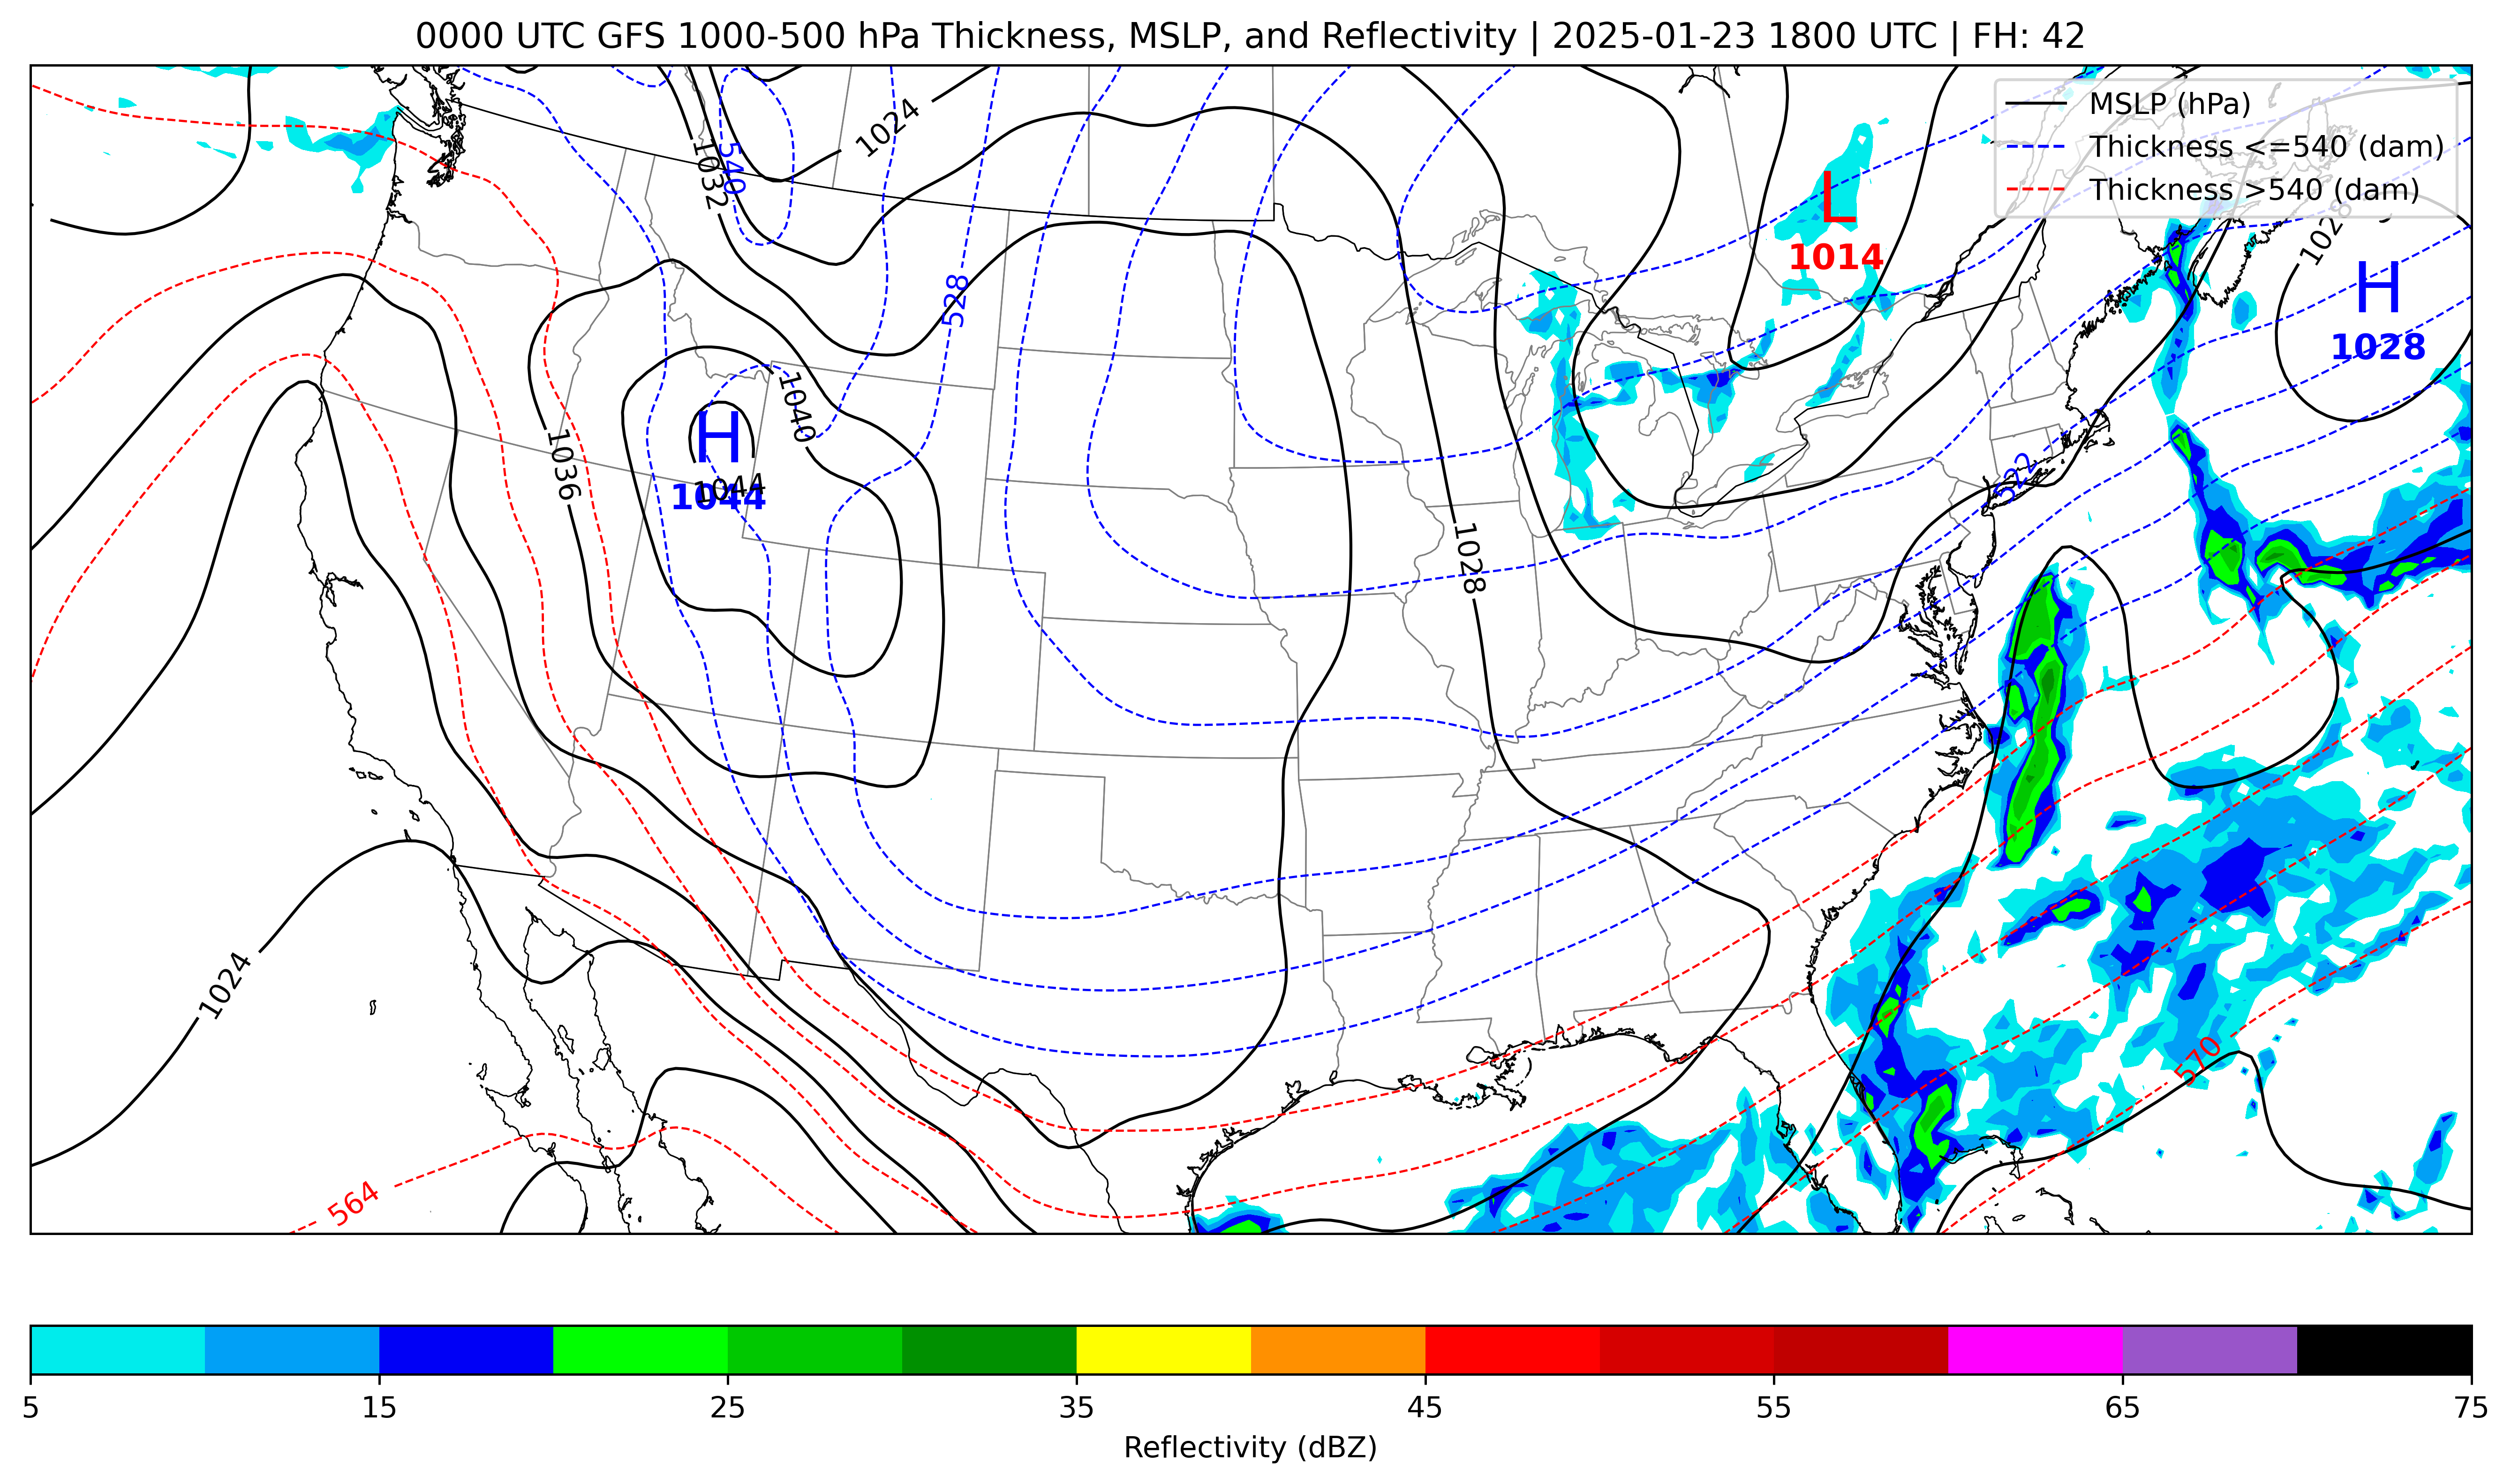 0000 UTC GFS 1000-500 hPa Thickness, MSLP, and Reflectivity | 2025-01-23 1800 UTC | FH: 42
MSLP (hPa)
Thickness <=540 (dam)
Thickness >540 (dam)
1024
1032
540
L
1014
1028
H
1028
528
H
1044
1044
1040
1036
522
1028
1024
570
564
5 15 25 35 45 55 65 75
Reflectivity (dBZ)